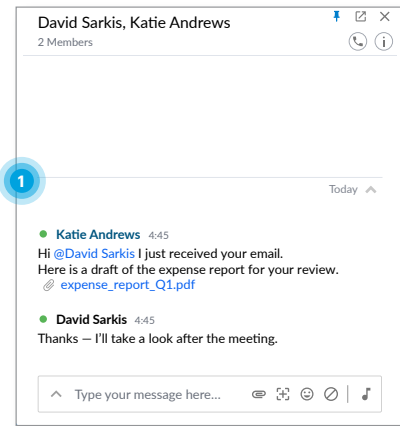 David Sarkis, Katie Andrews
2 Members
1
Today
Katie Andrews 4:45
Hi @David Sarkis I just received your email.
Here is a draft of the expense report for your review.
expense_report_Q1.pdf
David Sarkis 4:45
Thanks — I’ll take a look after the meeting.
Type your message here...